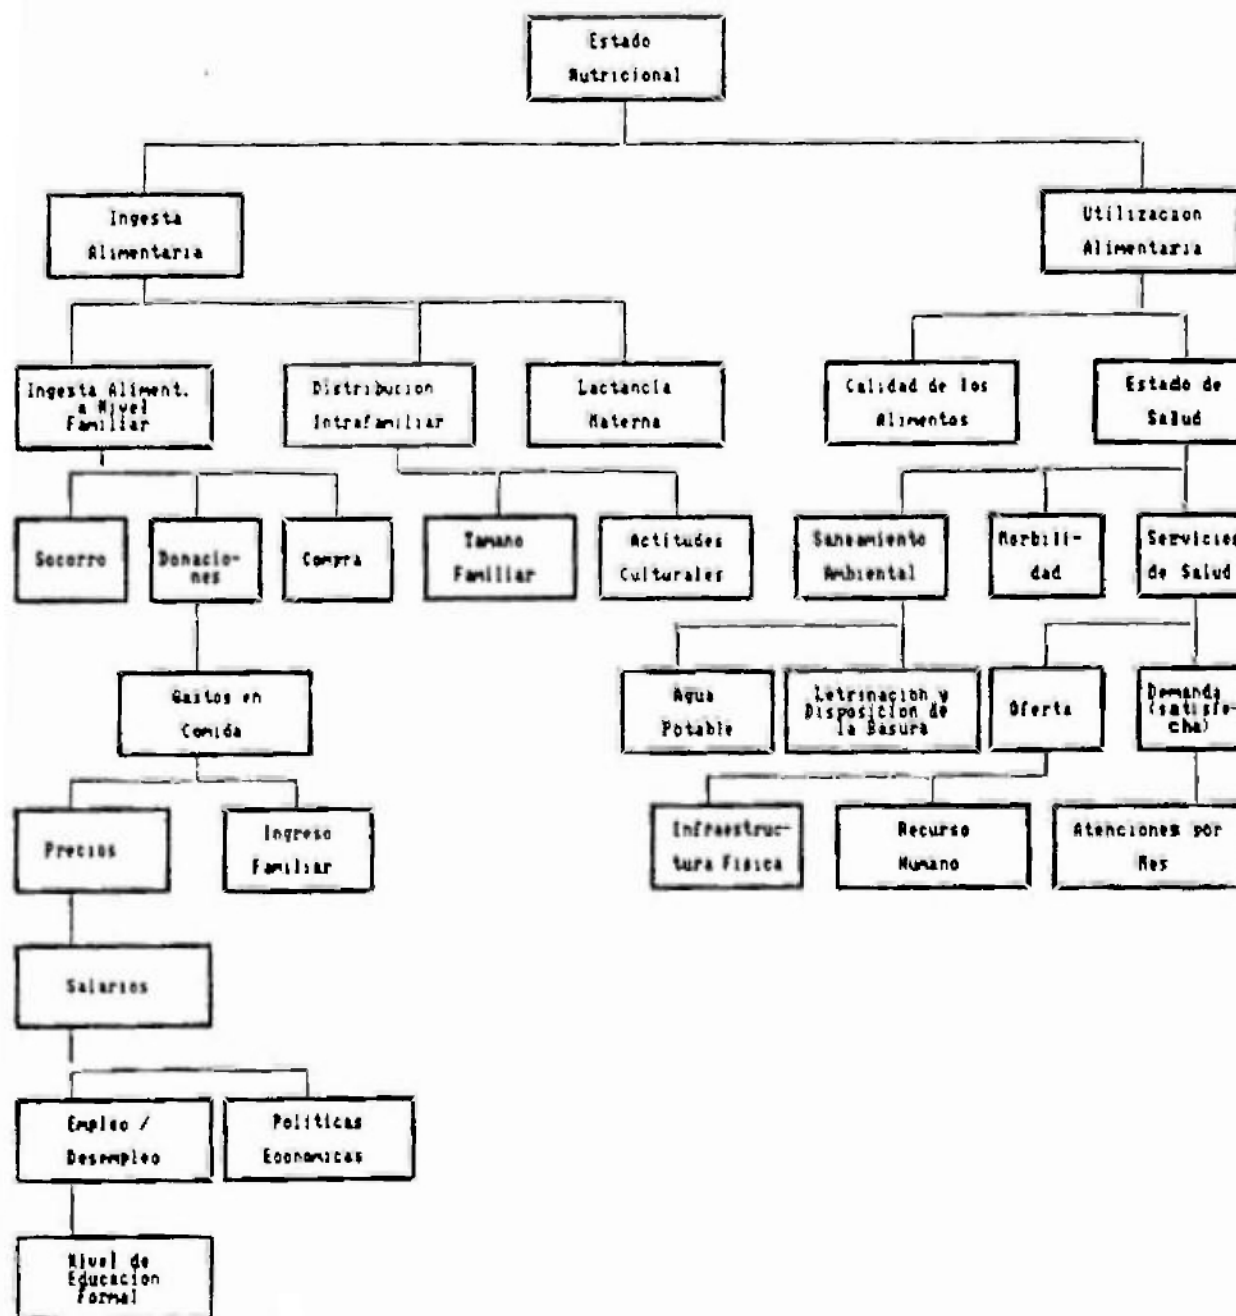 Estado
Nutricional
Ingesta
Alimentaria
Utilizacion
Alimentaria
Ingesta Aliment.
a Nivel
Familiar
Distribucion
Intrafamiliar
Lactancia
Materna
Calidad de los
Alimentos
Estado de
Salud
Socorro
Donacio-
nes
Compra
Tamano
Familiar
Actitudes
Culturales
Saneamiento
Ambiental
Morbili-
dad
Servicios
de Salud
Gastos en
Comida
Agua
Potable
Letrinacion y
Disposicion de
la Basura
Oferta
Demanda
(satisfe-
cha)
Precios
Ingreso
Familiar
Infraestruc-
tura Fisica
Recurso
Humano
Atenciones por
Mes
Salarios
Empleo /
Desempleo
Politicas
Economicas
Nivel de
Educacion
Formal